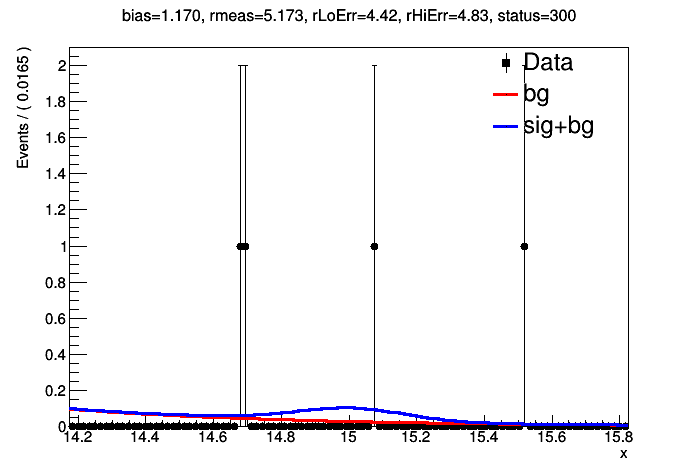 bias=1.170, rmeas=5.173, rLoErr=4.42, rHiErr=4.83, status=300
Events / ( 0.0165 )
2
1.8
1.6
1.4
1.2
1
0.8
0.6
0.4
0.2
0
14.2 14.4 14.6 14.8 15 15.2 15.4 15.6 15.8
x
Data
bg
sig+bg